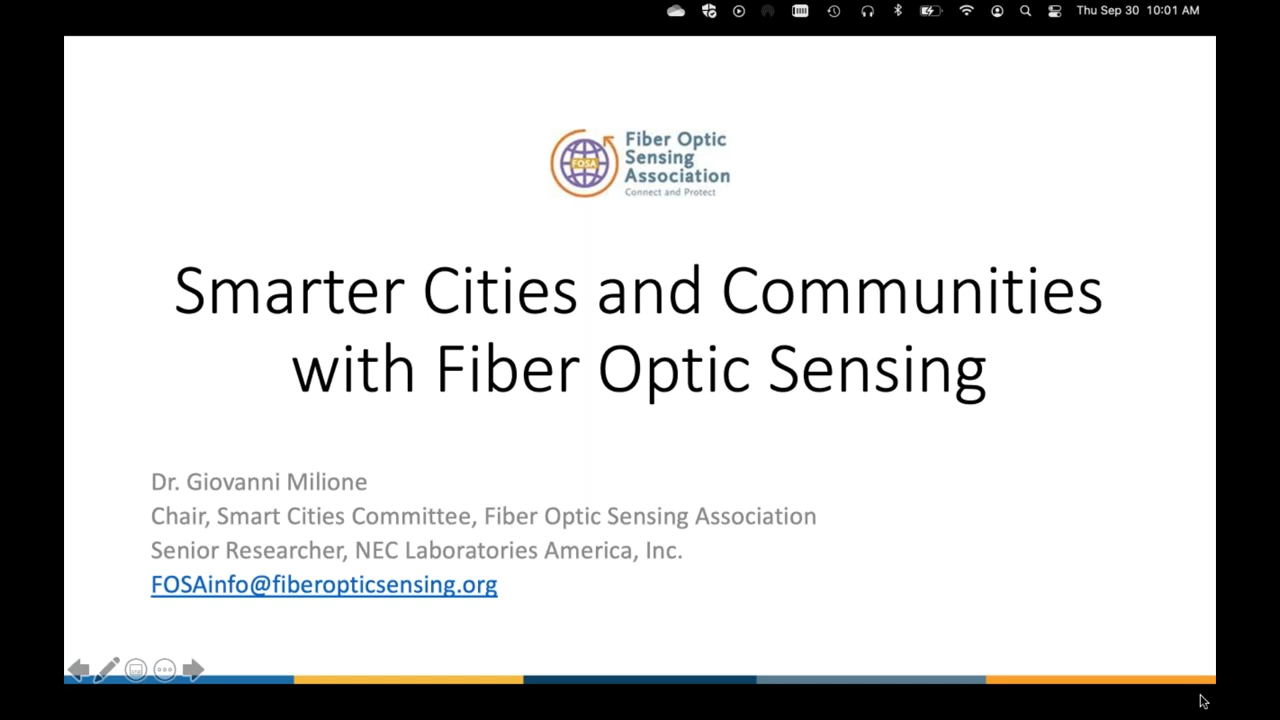 Thu Sep 30 10:01 AM
Fiber Optic
Sensing
Association
Connect and Protect
FOSA
Smarter Cities and Communities
with Fiber Optic Sensing
Dr. Giovanni Milione
Chair, Smart Cities Committee, Fiber Optic Sensing Association
Senior Researcher, NEC Laboratories America, Inc.
FOSAinfo@fiberopticsensing.org